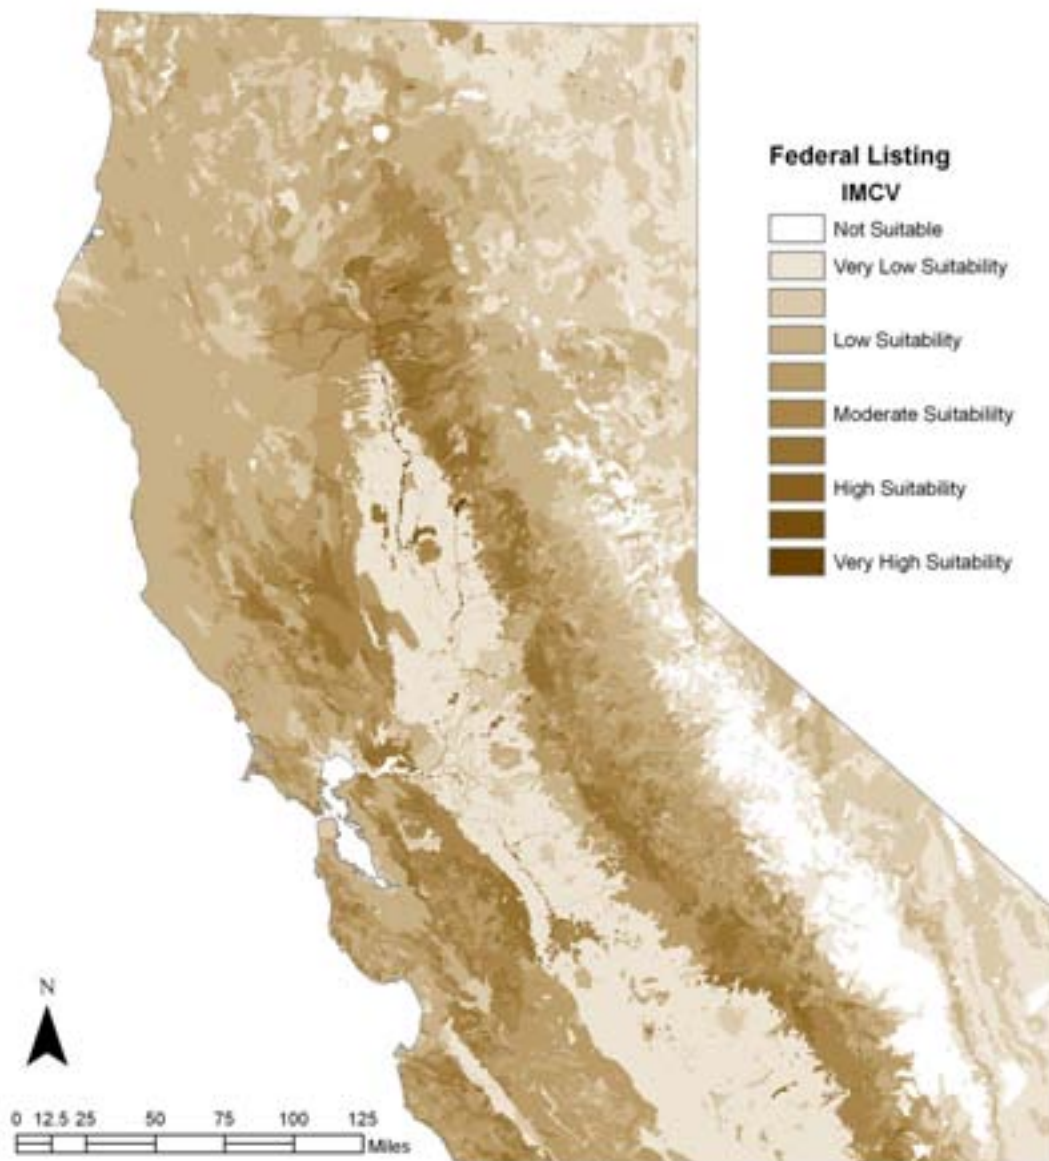 Federal Listing
IMCV
Not Suitable
Very Low Suitability
Low Suitability
Moderate Suitabililty
High Suitability
Very High Suitability
N
0 12.5 25 50 75 100 125
Miles